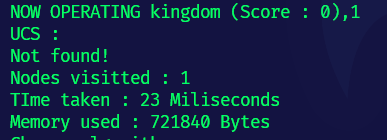 NOW OPERATING kingdom (Score : 0),1
UCS :
Not found!
Nodes visitted : 1
TIme taken : 23 Miliseconds
Memory used : 721840 Bytes